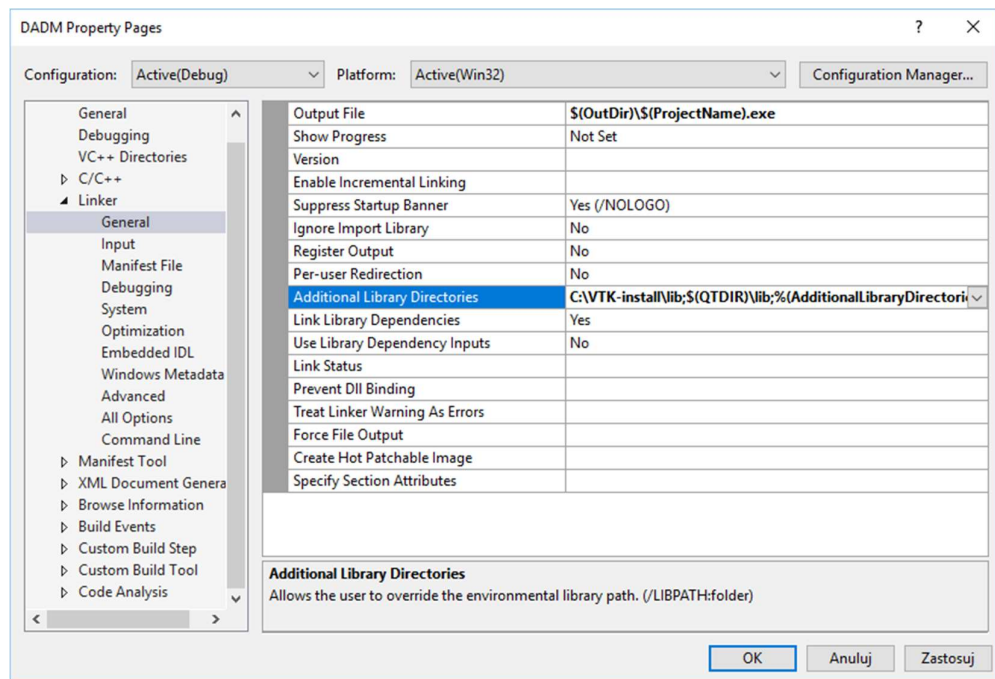 DADM Property Pages
? ×
Configuration: Active(Debug) Platform: Active(Win32) Configuration Manager...
General
Debugging
VC++ Directories
C/C++
Linker
General
Input
Manifest File
Debugging
System
Optimization
Embedded IDL
Windows Metadata
Advanced
All Options
Command Line
Manifest Tool
XML Document Genera
Browse Information
Build Events
Custom Build Step
Custom Build Tool
Code Analysis
Output File $(OutDir)\$(ProjectName).exe
Show Progress Not Set
Version
Enable Incremental Linking
Suppress Startup Banner Yes (/NOLOGO)
Ignore Import Library No
Register Output No
Per-user Redirection No
Additional Library Directories C:\VTK-install\lib;$(QTDIR)\lib;%(AdditionalLibraryDirectorie
Link Library Dependencies Yes
Use Library Dependency Inputs No
Link Status
Prevent Dll Binding
Treat Linker Warning As Errors
Force File Output
Create Hot Patchable Image
Specify Section Attributes
Additional Library Directories
Allows the user to override the environmental library path. (/LIBPATH:folder)
OK Anuluj Zastosuj